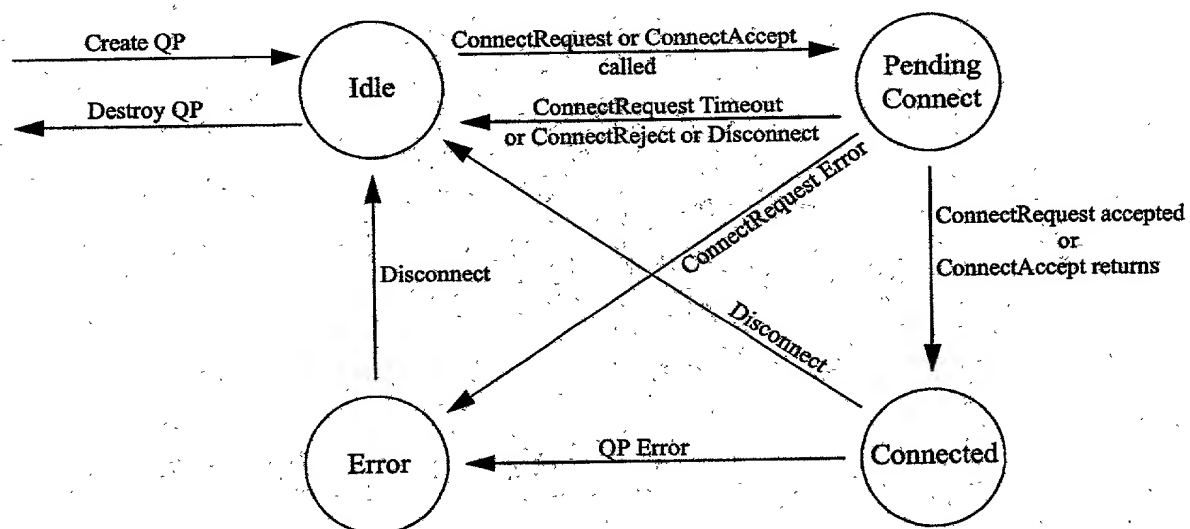 Create QP
Destroy QP
Idle
ConnectRequest or ConnectAccept
called
ConnectRequest Timeout
or ConnectReject or Disconnect
Pending
Connect
ConnectRequest Error
ConnectRequest accepted
or
ConnectAccept returns
Disconnect
Disconnect
Error
QP Error
Connected